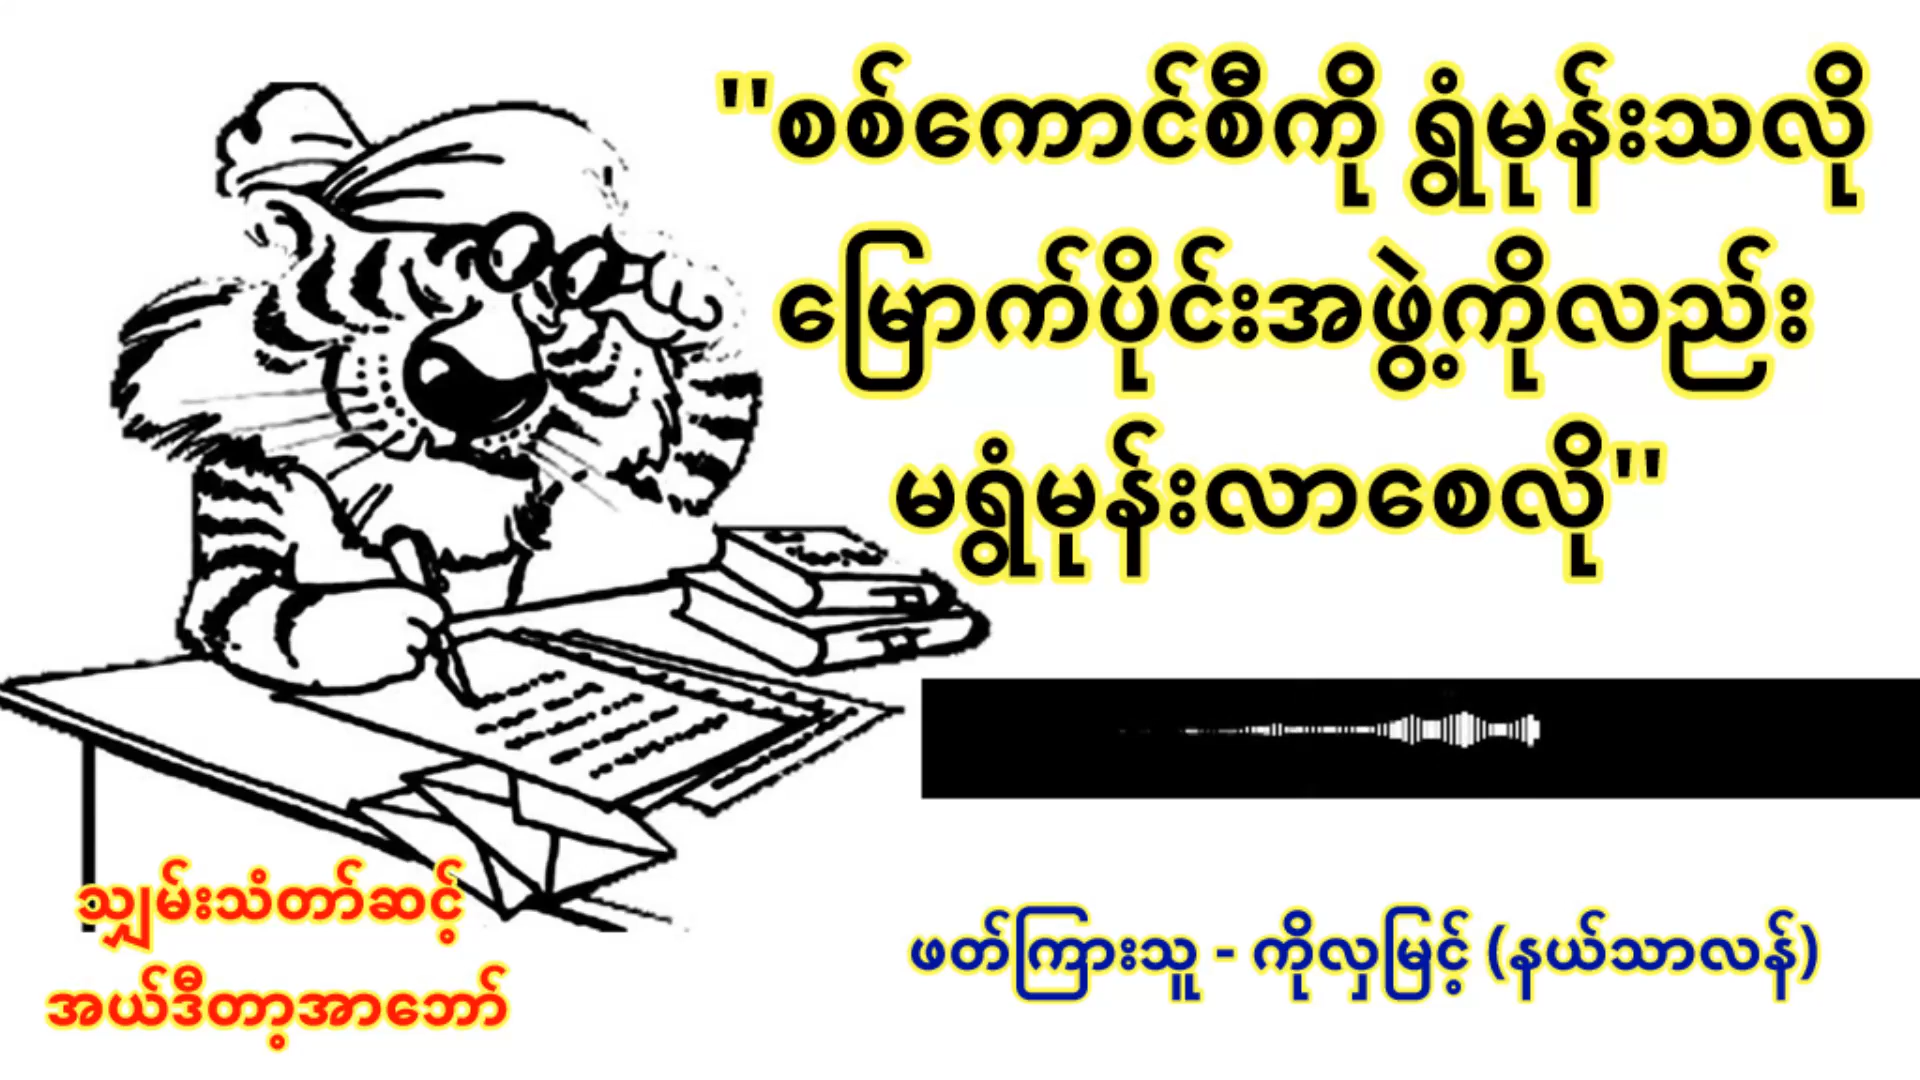 "စစ်ကောင်စီကို ရွံမုန်းသလို
မြောက်ပိုင်းအဖွဲ့ကိုလည်း
မရွံမုန်းလာစေလို"
သျှမ်းသံတော်ဆင့်
အယ်ဒီတာ့အာဘော်
ဖတ်ကြားသူ - ကိုလှမြင့် (နယ်သာလန်)